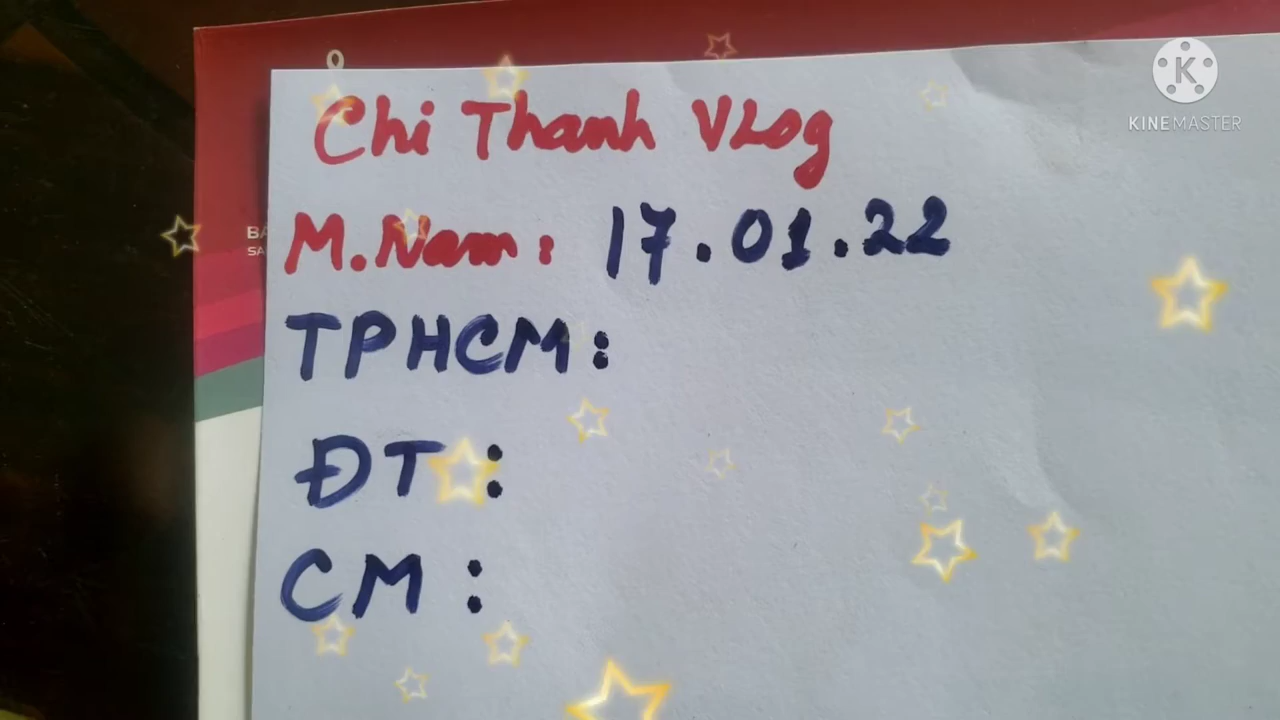 Chi Thanh VLog
M.Nam: 17.01.22
TPHCM:
ĐT:
CM:
KINEMASTER